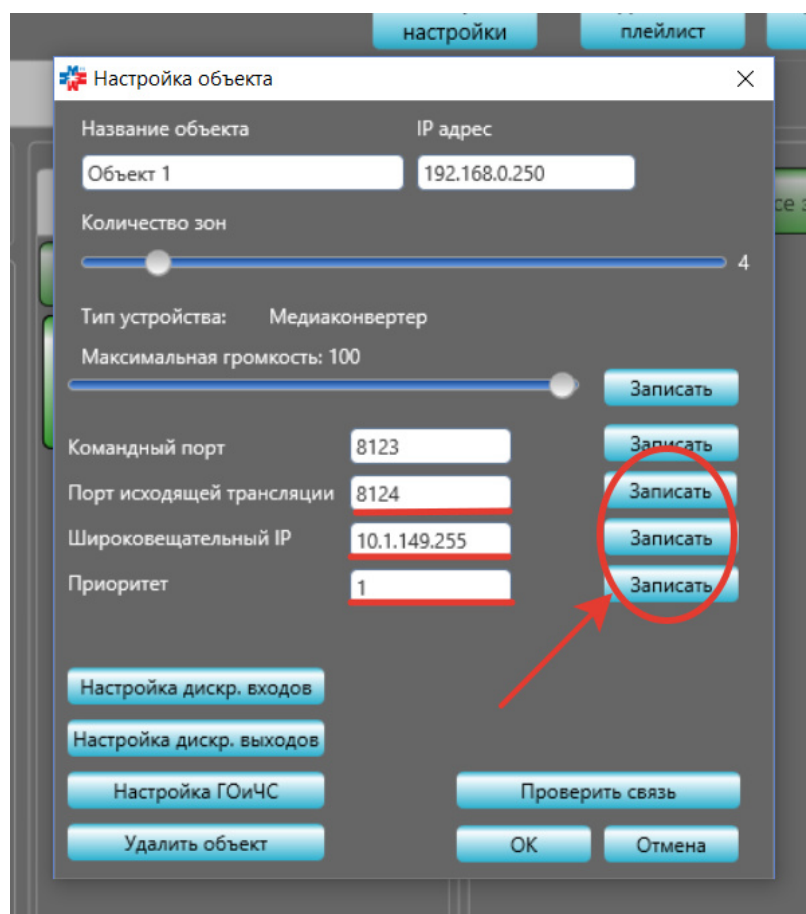 настройки
плейлист
Настройка объекта
Название объекта IP адрес
Объект 1 192.168.0.250
се
Количество зон
4
Тип устройства: Медиаконвертер
Максимальная громкость: 100
Записать
Командный порт 8123 Записать
Порт исходящей трансляции 8124 Записать
Широковещательный IP 10.1.149.255 Записать
Приоритет 1 Записать
Настройка дискр. входов
Настройка дискр. выходов
Настройка ГОиЧС Проверить связь
Удалить объект ОК Отмена